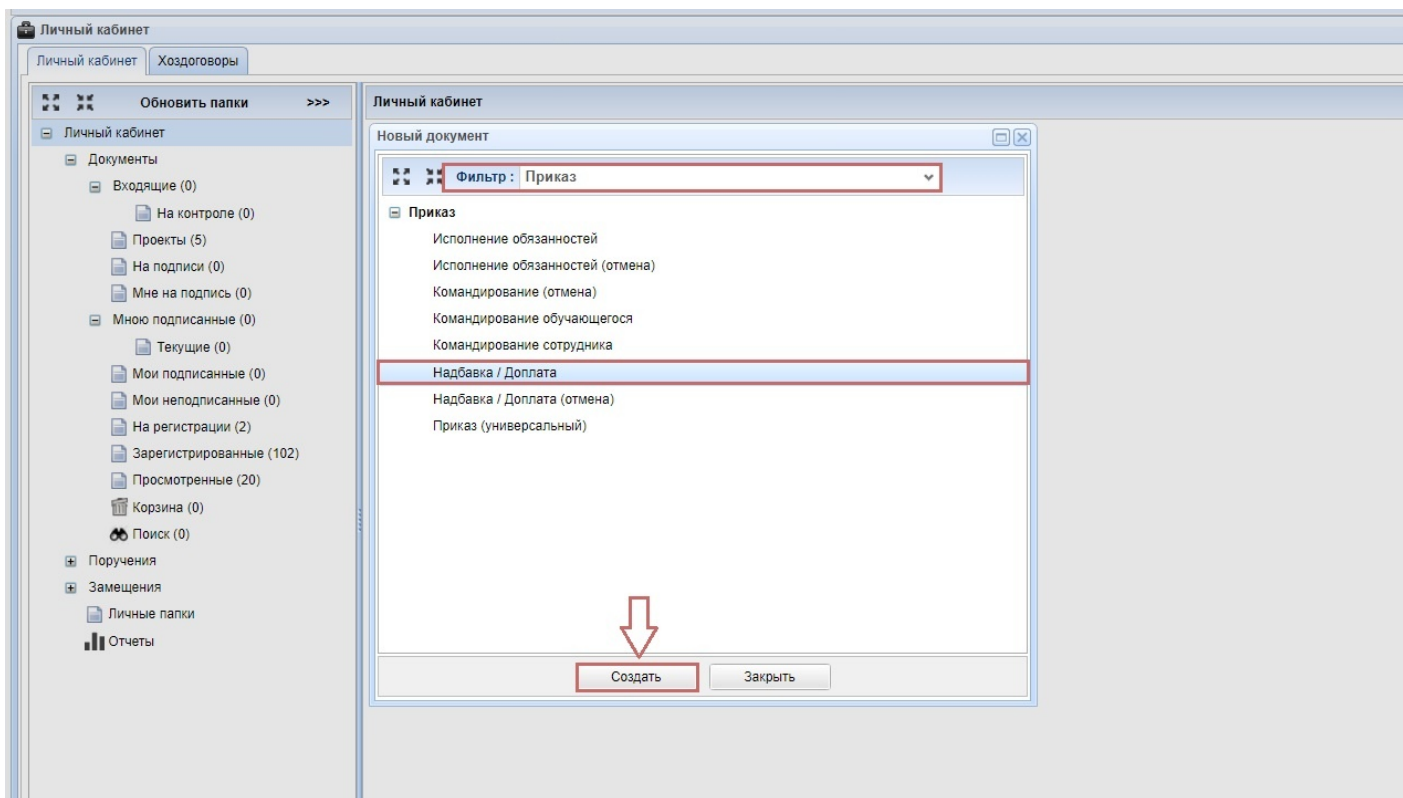 Личный кабинет
Личный кабинет Хоздоговоры
Обновить папки >>>
Личный кабинет
Документы
Входящие (0)
На контроле (0)
Проекты (5)
На подписи (0)
Мне на подпись (0)
Мною подписанные (0)
Текущие (0)
Мои подписанные (0)
Мои неподписанные (0)
На регистрации (2)
Зарегистрированные (102)
Просмотренные (20)
Корзина (0)
Поиск (0)
Поручения
Замещения
Личные папки
Отчеты
Личный кабинет
Новый документ
Фильтр : Приказ
Приказ
Исполнение обязанностей
Исполнение обязанностей (отмена)
Командирование (отмена)
Командирование обучающегося
Командирование сотрудника
Надбавка / Доплата
Надбавка / Доплата (отмена)
Приказ (универсальный)
Создать Закрыть